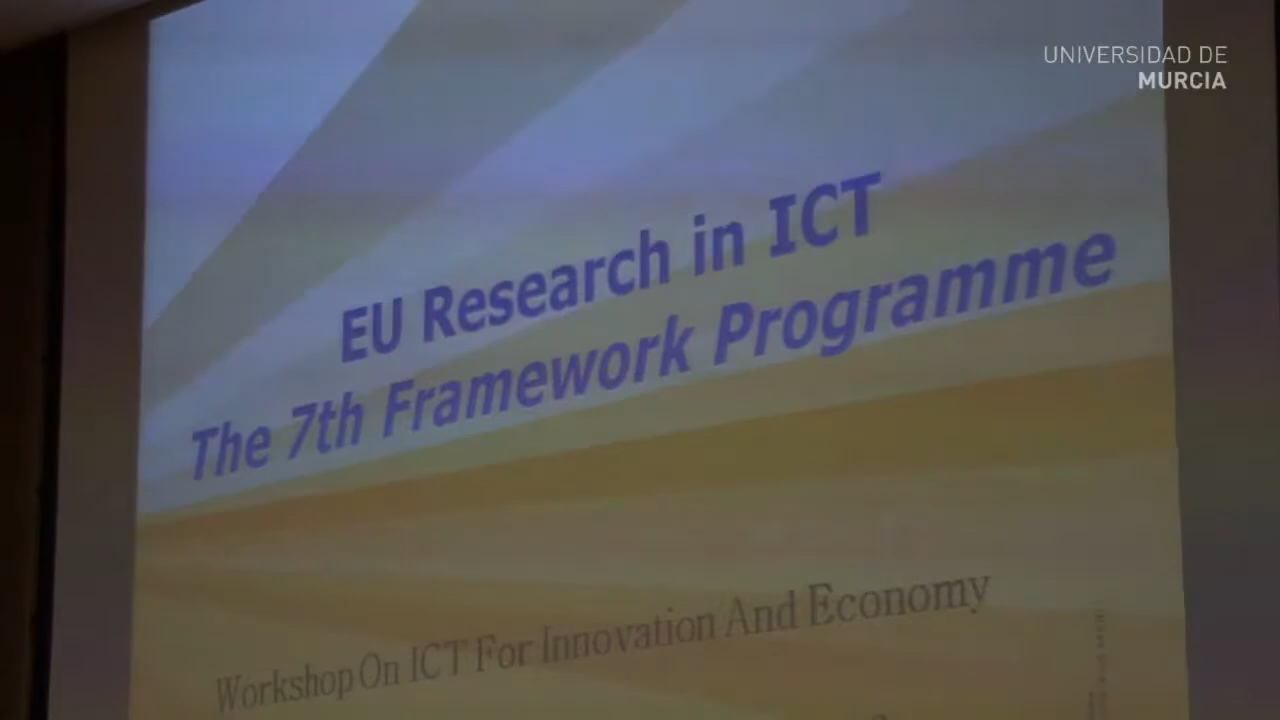 UNIVERSIDAD DE
MURCIA
EU Research in ICT
The 7th Framework Programme
Workshop On ICT For Innovation And Economy